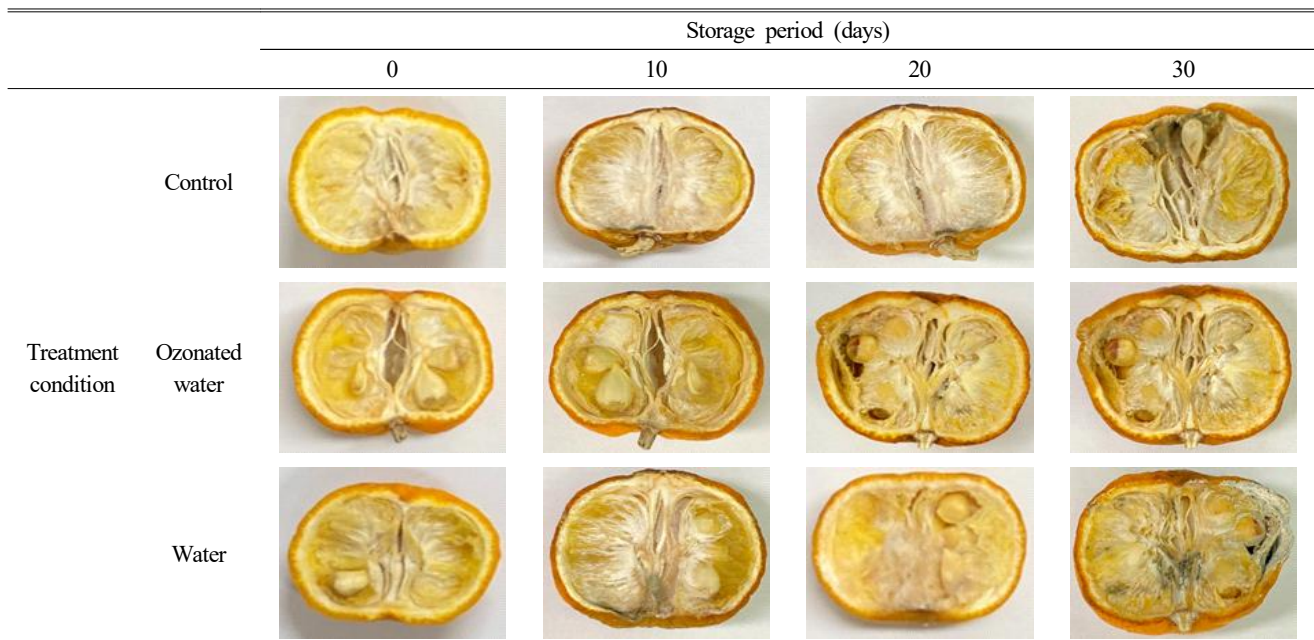 Storage period (days)
0 10 20 30
Control
Treatment condition
Ozonated water
Water